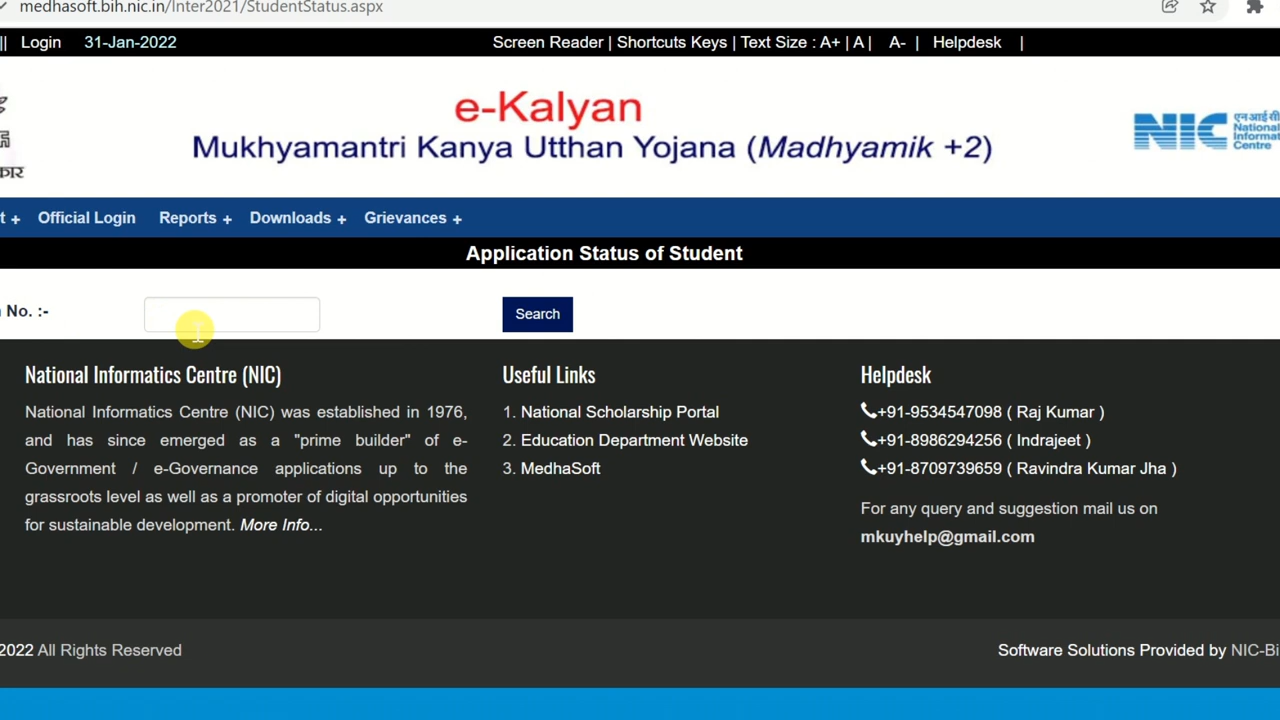 medhasoft.bih.nic.in/Inter2021/StudentStatus.aspx
|| Login 31-Jan-2022 Screen Reader | Shortcuts Keys | Text Size : A+ | A | A- | Helpdesk |
e-Kalyan
Mukhyamantri Kanya Utthan Yojana (Madhyamik +2)
NIC
एन आई सी
National
Informat
Centre
t + Official Login Reports + Downloads + Grievances +
Application Status of Student
No. :- Search
National Informatics Centre (NIC)
National Informatics Centre (NIC) was established in 1976,
and has since emerged as a "prime builder" of e-
Government / e-Governance applications up to the
grassroots level as well as a promoter of digital opportunities
for sustainable development. More Info...
Useful Links
1. National Scholarship Portal
2. Education Department Website
3. MedhaSoft
Helpdesk
+91-9534547098 ( Raj Kumar )
+91-8986294256 ( Indrajeet )
+91-8709739659 ( Ravindra Kumar Jha )
For any query and suggestion mail us on
mkuyhelp@gmail.com
2022 All Rights Reserved
Software Solutions Provided by NIC-Bi